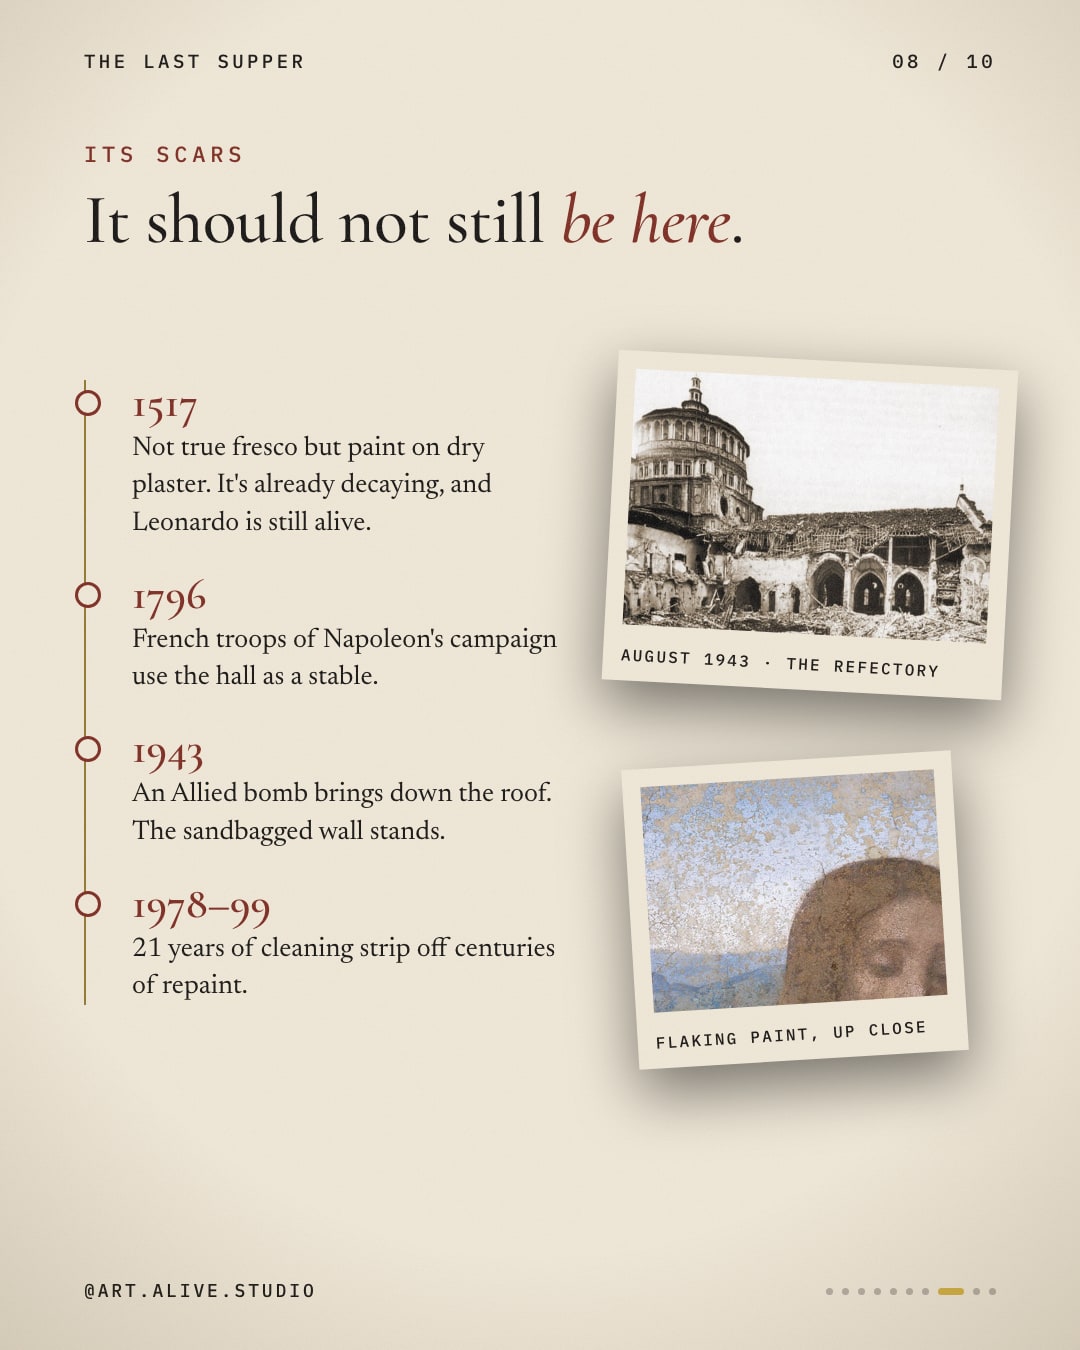 THE LAST SUPPER
08 / 10
ITS SCARS
It should not still be here.
1517
Not true fresco but paint on dry
plaster. It's already decaying, and
Leonardo is still alive.
1796
French troops of Napoleon's campaign
use the hall as a stable.
1943
An Allied bomb brings down the roof.
The sandbagged wall stands.
1978–99
21 years of cleaning strip off centuries
of repaint.
AUGUST 1943 · THE REFECTORY
FLAKING PAINT, UP CLOSE
@ART.ALIVE.STUDIO